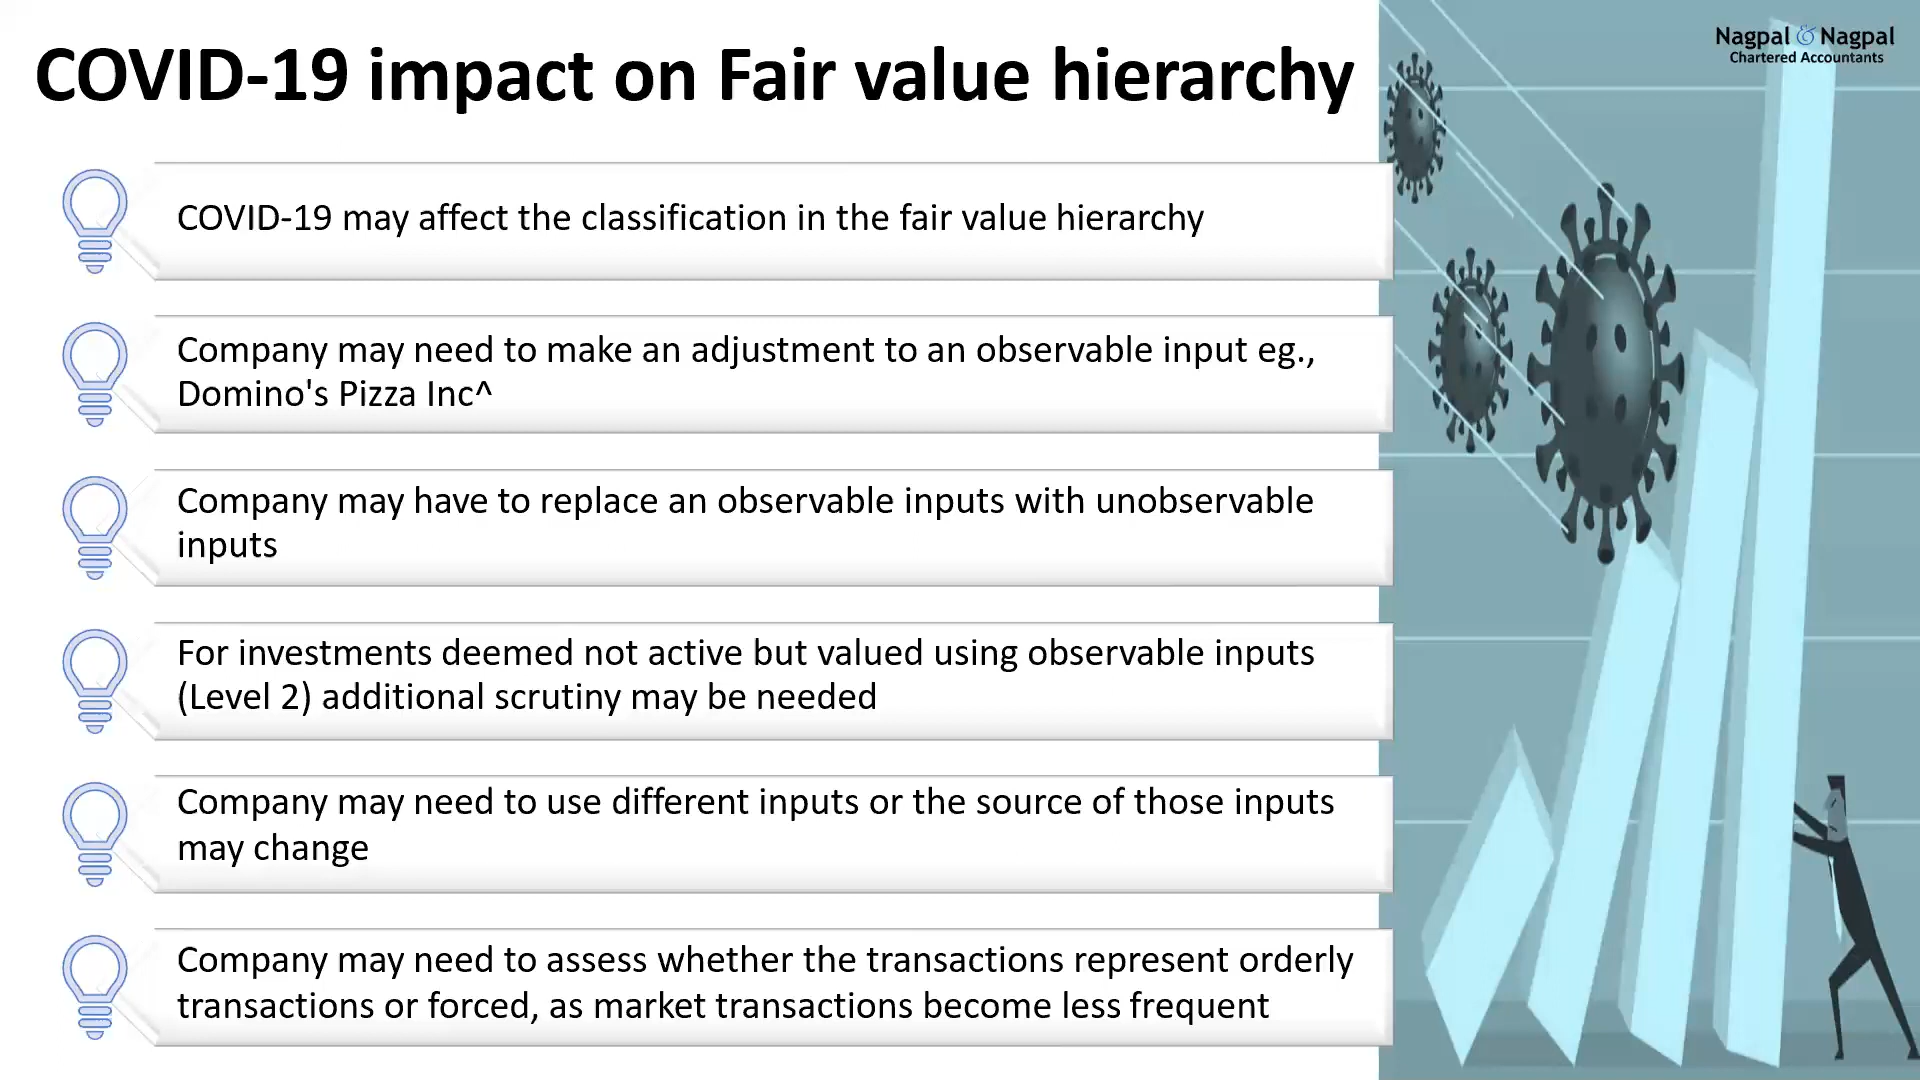 COVID-19 impact on Fair value hierarchy
Nagpal & Nagpal
Chartered Accountants
COVID-19 may affect the classification in the fair value hierarchy
Company may need to make an adjustment to an observable input eg.,
Domino's Pizza Inc^
Company may have to replace an observable inputs with unobservable
inputs
For investments deemed not active but valued using observable inputs
(Level 2) additional scrutiny may be needed
Company may need to use different inputs or the source of those inputs
may change
Company may need to assess whether the transactions represent orderly
transactions or forced, as market transactions become less frequent